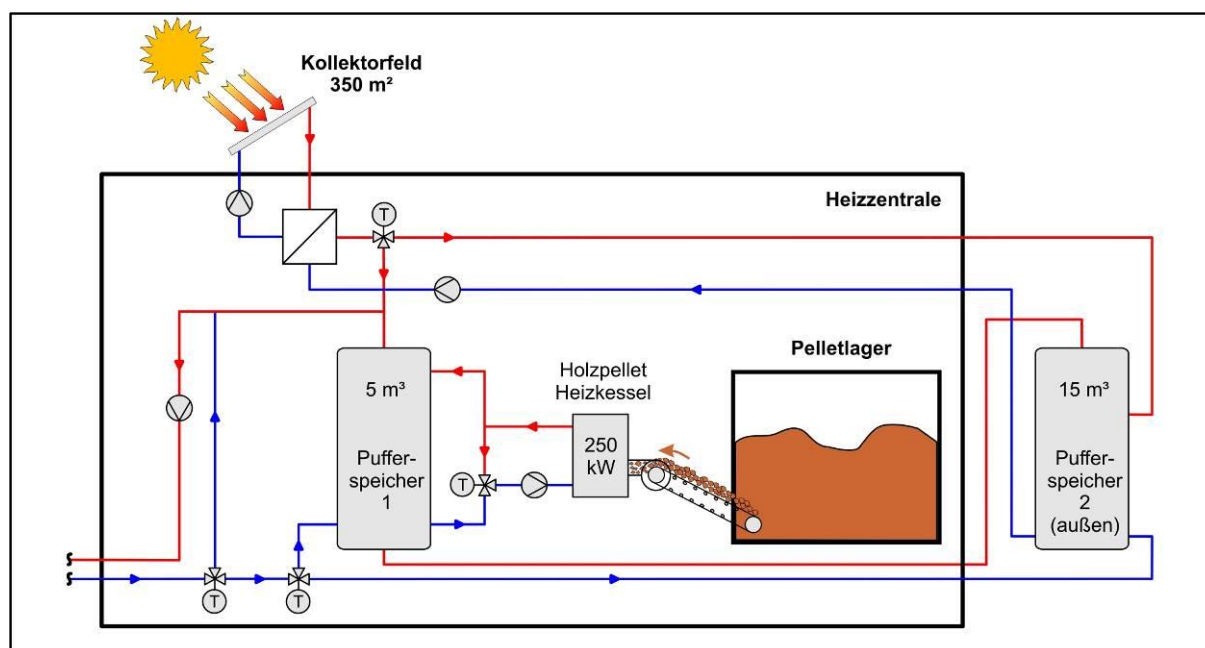 Kollektorfeld
350 m²
Heizzentrale
T
Pelletlager
Holzpellet
Heizkessel
5 m³
15 m³
250
kW
Puffer-
speicher
1
T
Puffer-
speicher
2
(außen)
T
T